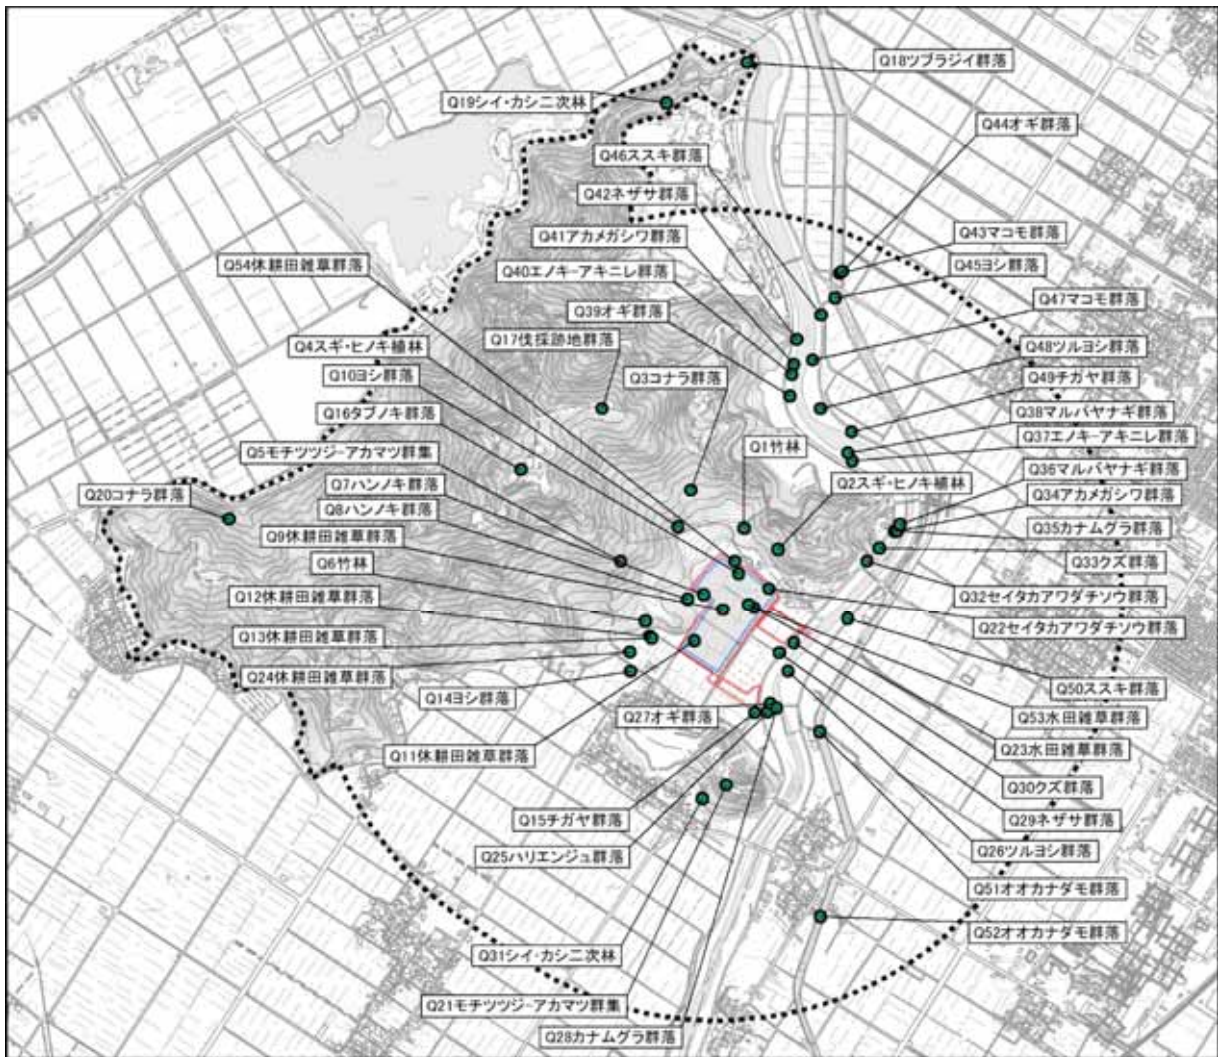 Q18ツブラジイ群落
Q19シイ・カシ二次林
Q44オギ群落
Q46ススキ群落
Q42ネザサ群落
Q43マコモ群落
Q41アカメガシワ群落
Q54休耕田雑草群落
Q45ヨシ群落
Q40エノキ-アキニレ群落
Q47マコモ群落
Q39オギ群落
Q4スギ・ヒノキ植林
Q17伐採跡地群落
Q48ツルヨシ群落
Q10ヨシ群落
Q3コナラ群落
Q49チガヤ群落
Q16タブノキ群落
Q38マルバヤナギ群落
Q5モチツツジ-アカマツ群集
Q1竹林
Q37エノキ-アキニレ群落
Q7ハンノキ群落
Q2スギ・ヒノキ植林
Q36マルバヤナギ群落
Q20コナラ群落
Q34アカメガシワ群落
Q8ハンノキ群落
Q35カナムグラ群落
Q9休耕田雑草群落
Q33クズ群落
Q6竹林
Q32セイタカアワダチソウ群落
Q12休耕田雑草群落
Q22セイタカアワダチソウ群落
Q13休耕田雑草群落
Q24休耕田雑草群落
Q50ススキ群落
Q14ヨシ群落
Q27オギ群落
Q53水田雑草群落
Q11休耕田雑草群落
Q23水田雑草群落
Q30クズ群落
Q15チガヤ群落
Q29ネザサ群落
Q25ハリエンジュ群落
Q26ツルヨシ群落
Q51オオカナダモ群落
Q52オオカナダモ群落
Q31シイ・カシ二次林
Q21モチツツジ-アカマツ群集
Q28カナムグラ群落